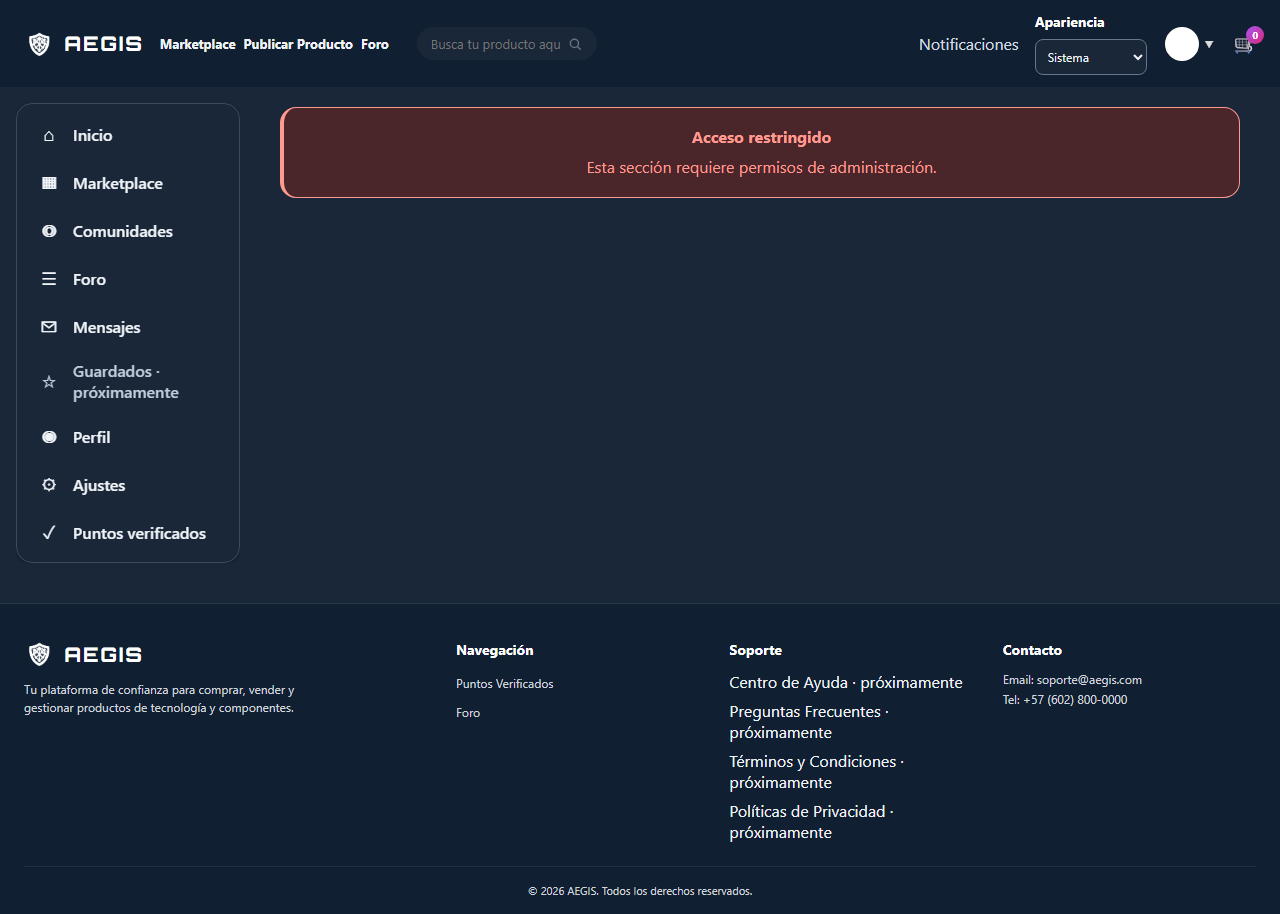 AEGIS
Marketplace Publicar Producto Foro
Busca tu producto aqu
Notificaciones
Apariencia
Sistema
0
Inicio
Marketplace
Comunidades
Foro
Mensajes
Guardados ·
próximamente
Perfil
Ajustes
Puntos verificados
Acceso restringido
Esta sección requiere permisos de administración.
AEGIS
Tu plataforma de confianza para comprar, vender y
gestionar productos de tecnología y componentes.
Navegación
Puntos Verificados
Foro
Soporte
Centro de Ayuda · próximamente
Preguntas Frecuentes ·
próximamente
Términos y Condiciones ·
próximamente
Políticas de Privacidad ·
próximamente
Contacto
Email: soporte@aegis.com
Tel: +57 (602) 800-0000
© 2026 AEGIS. Todos los derechos reservados.